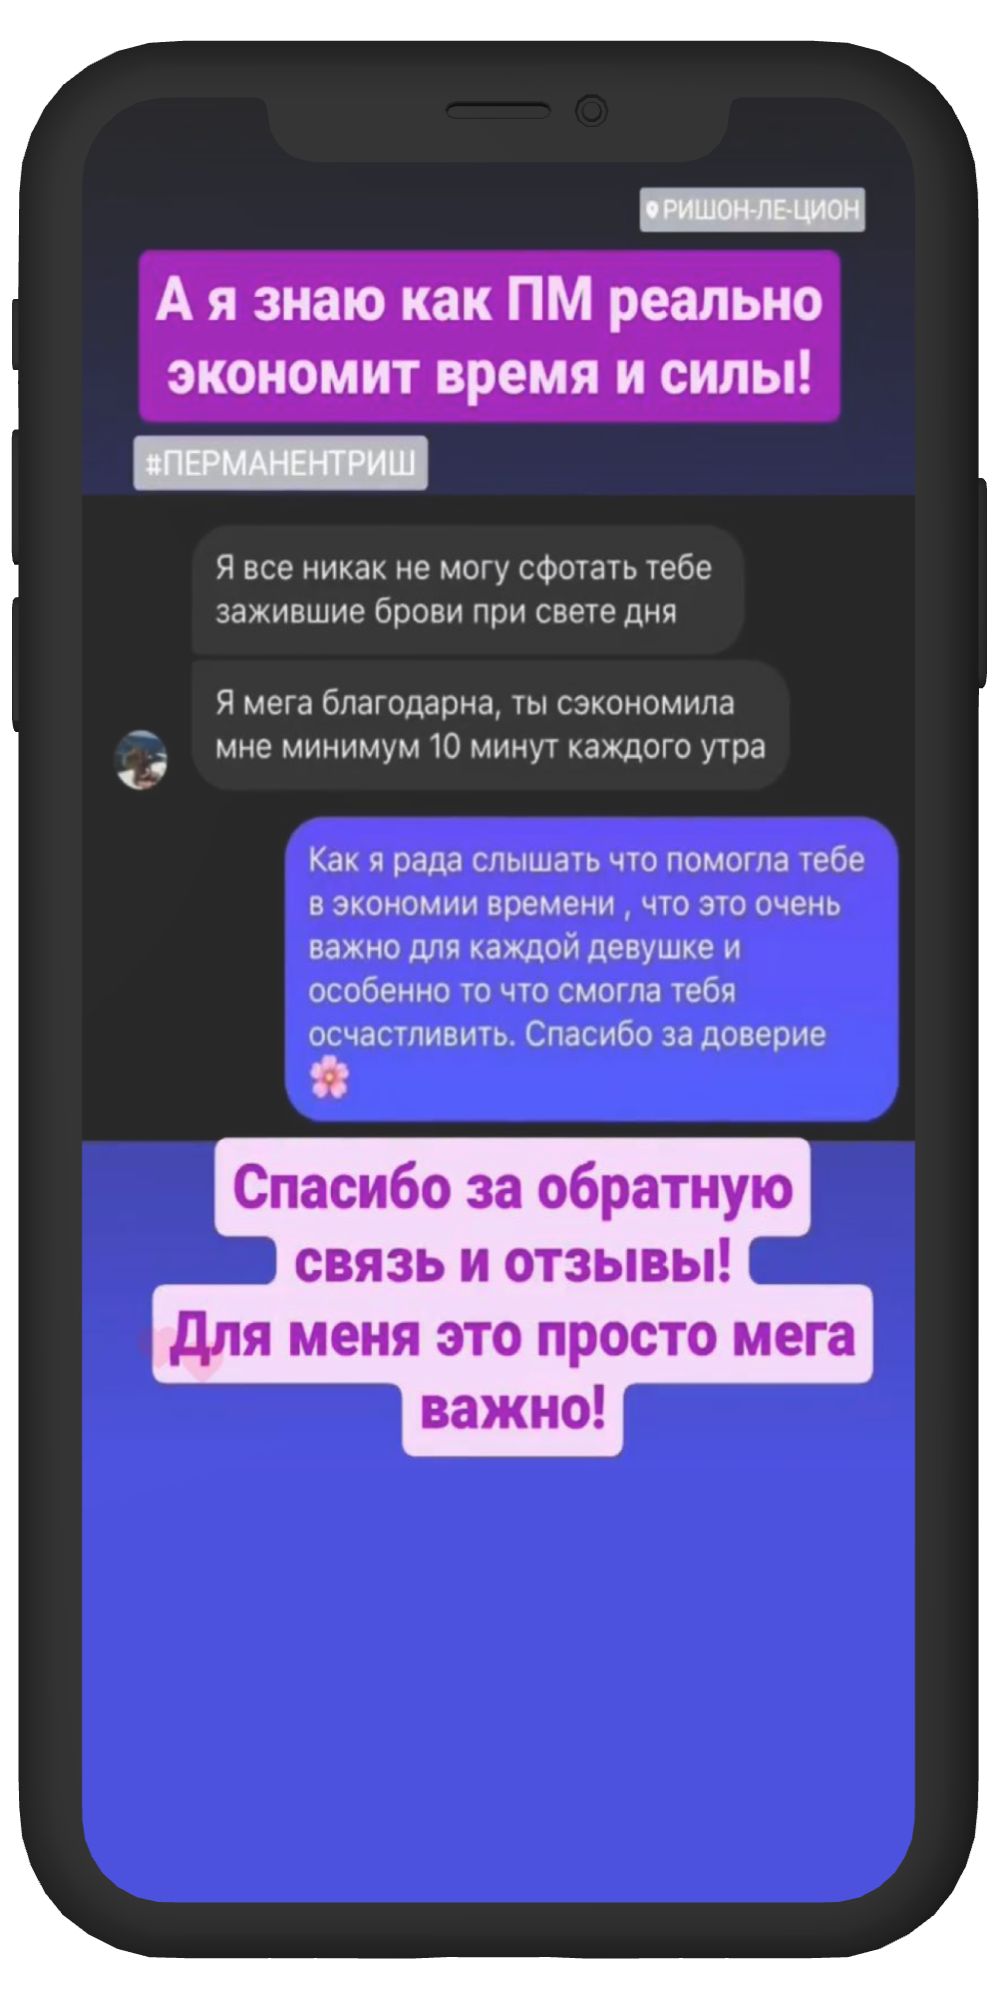 РИШОН-ЛЕ-ЦИОН
А я знаю как ПМ реально
экономит время и силы!
#ПЕРМАНЕНТРИШ
Я все никак не могу сфотать тебе
зажившие брови при свете дня
Я мега благодарна, ты сэкономила
мне минимум 10 минут каждого утра
Как я рада слышать что помогла тебе
в экономии времени , что это очень
важно для каждой девушке и
особенно то что смогла тебя
осчастливить. Спасибо за доверие
🌸
Спасибо за обратную
связь и отзывы!
Для меня это просто мега
важно!